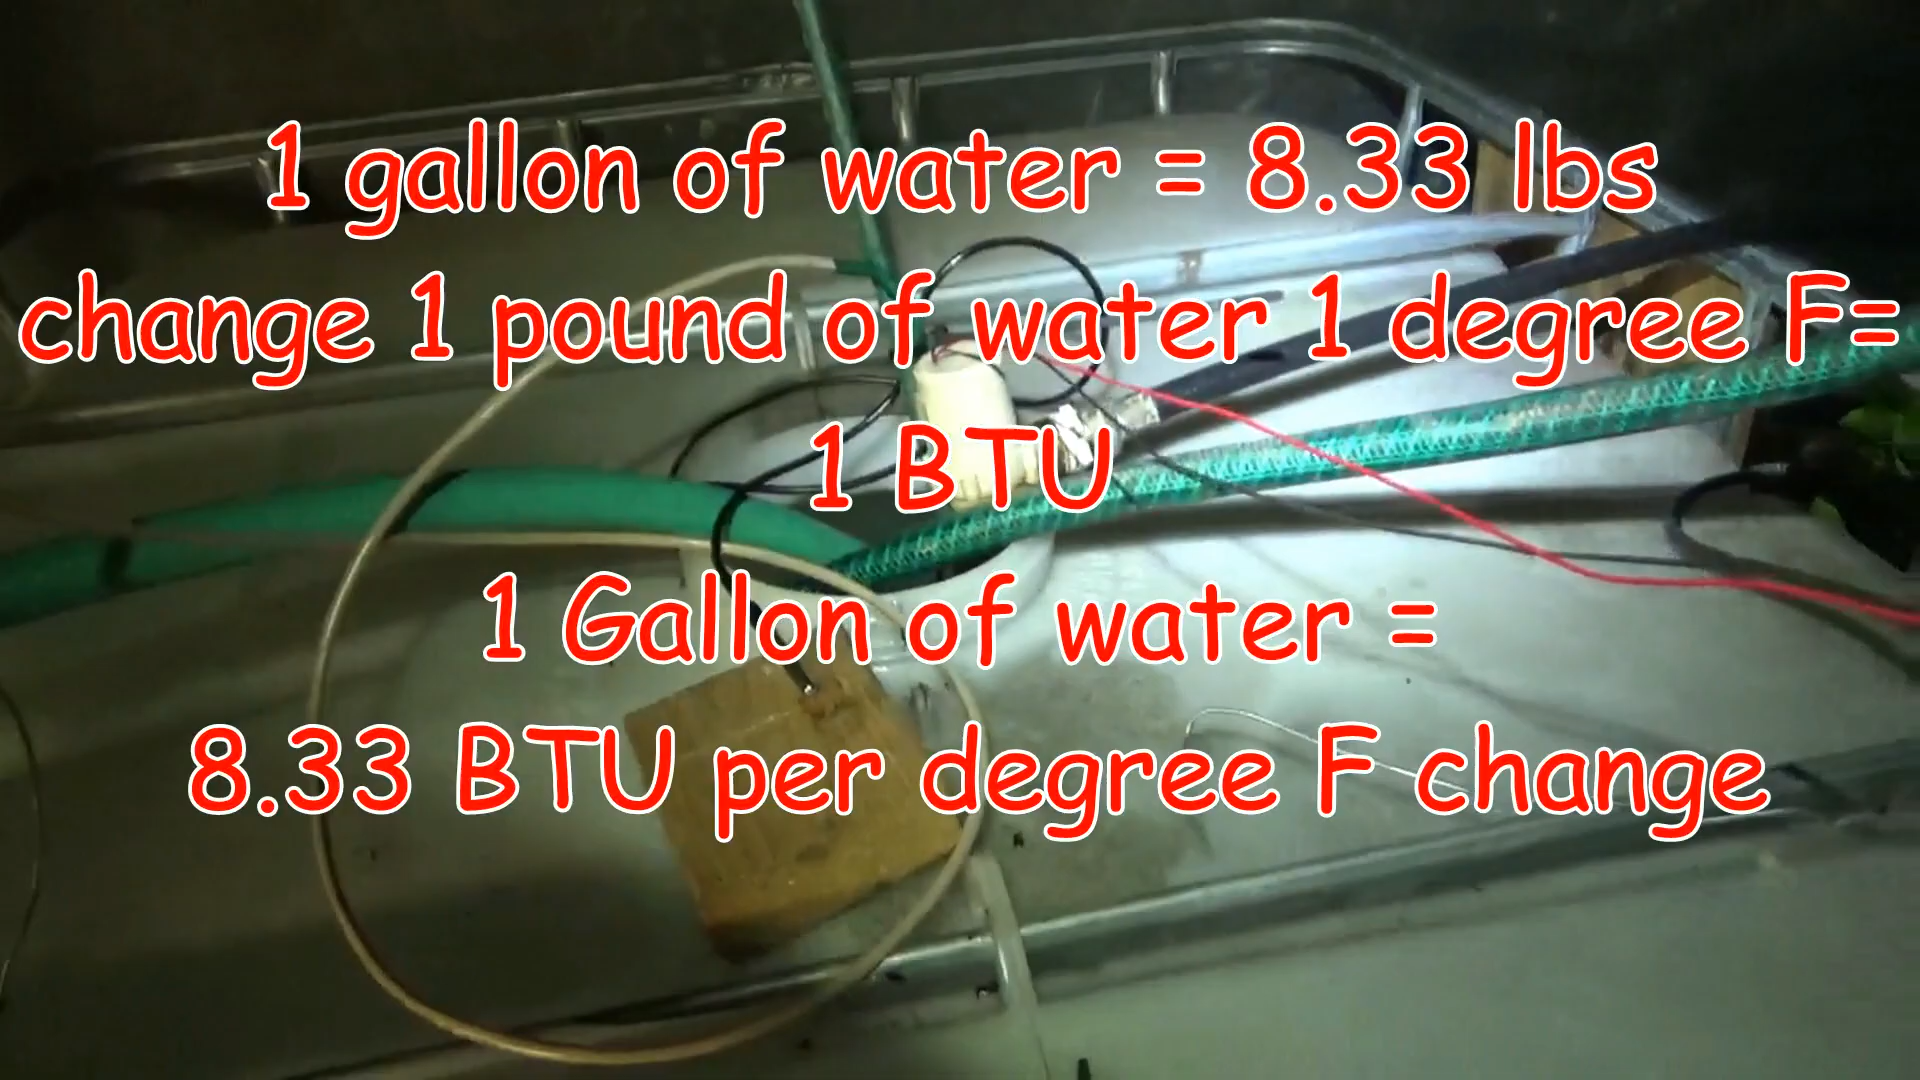 1 gallon of water = 8.33 lbs
change 1 pound of water 1 degree F=
1 BTU
1 Gallon of water =
8.33 BTU per degree F change